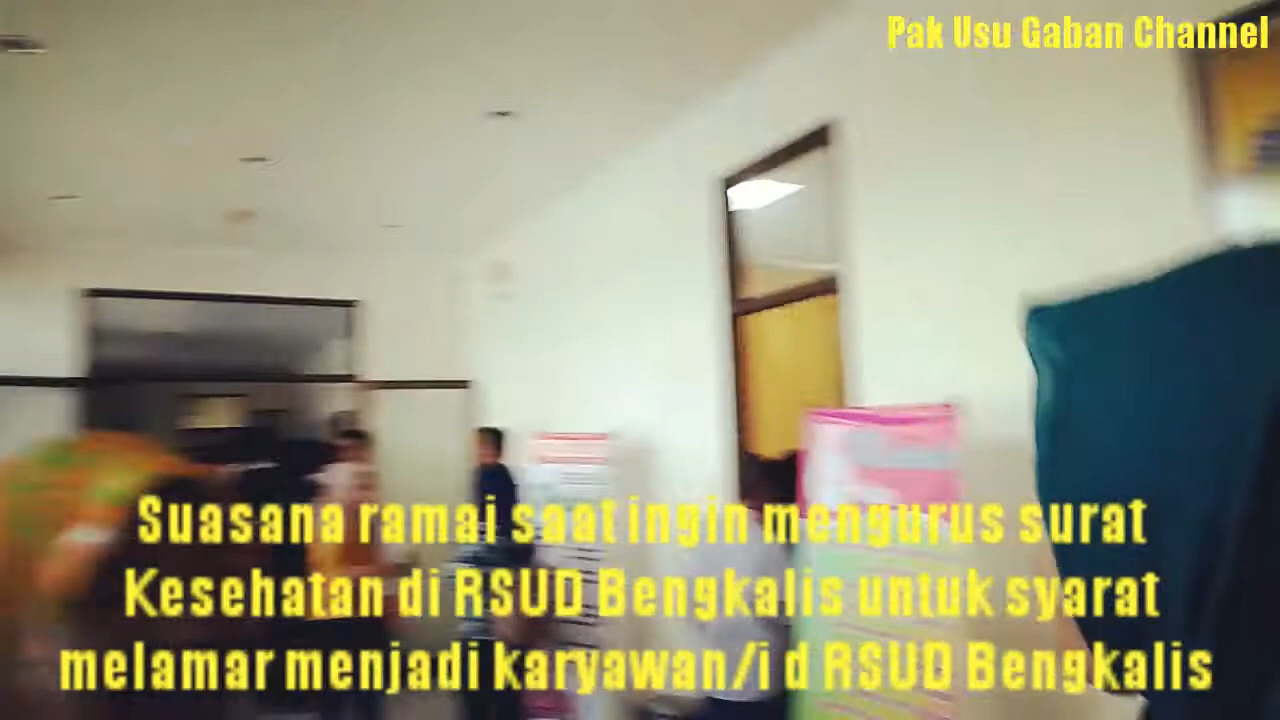 Pak Usu Gaban Channel
Suasana ramai saat ingin mengurus surat
Kesehatan di RSUD Bengkalis untuk syarat
melamar menjadi karyawan/i d RSUD Bengkalis